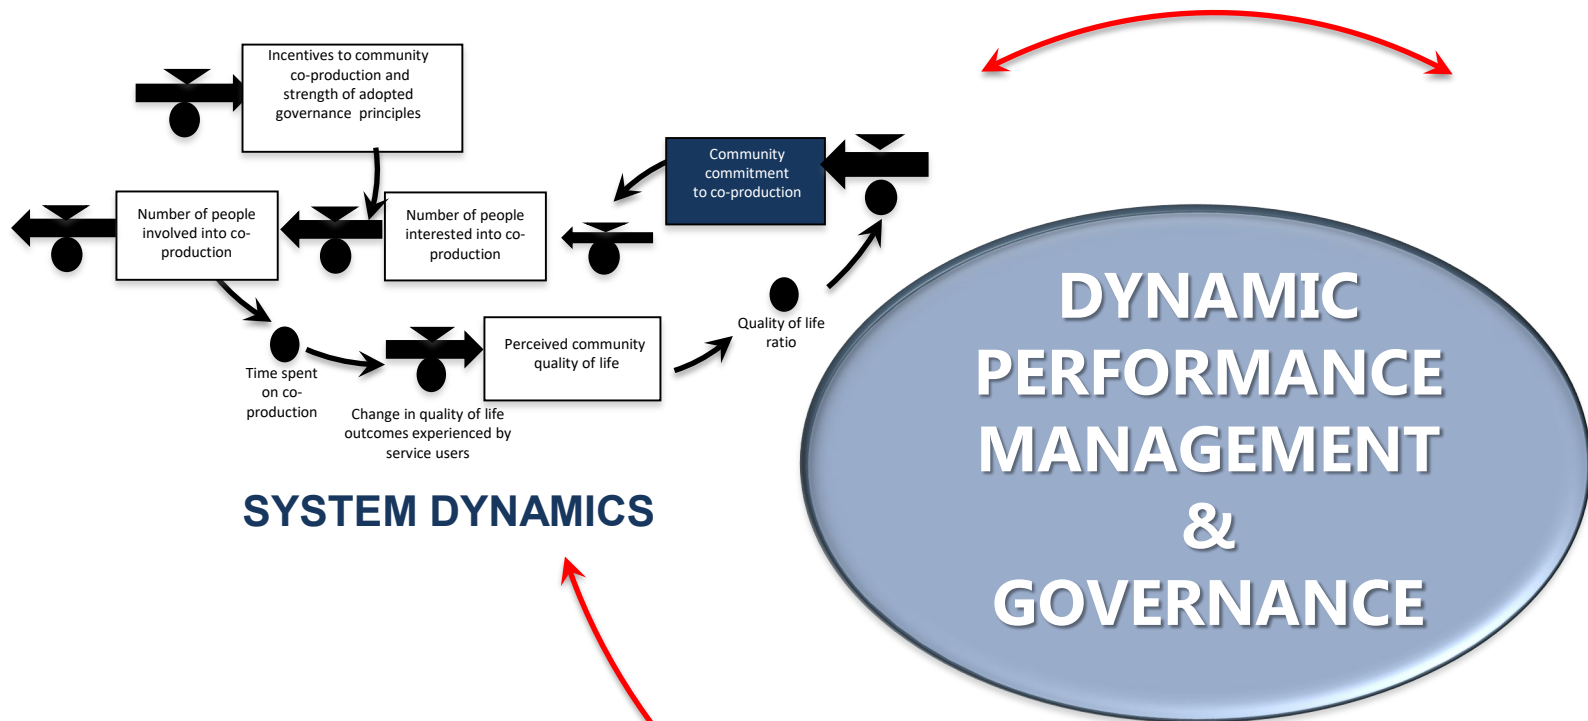 Incentives to community
co-production and
strength of adopted
governance principles
Community
commitment
to co-production
Number of people
involved into co-
production
Number of people
interested into co-
production
Quality of life
ratio
Perceived community
quality of life
Time spent
on co-
production
Change in quality of life
outcomes experienced by
service users
SYSTEM DYNAMICS
DYNAMIC
PERFORMANCE
MANAGEMENT
&
GOVERNANCE